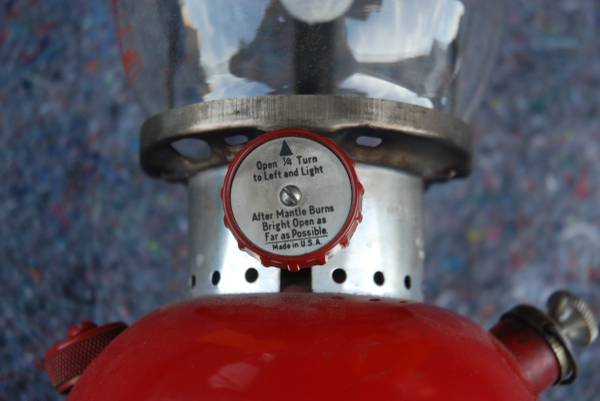 Open ¼ Turn
to Left and Light
After Mantle Burns
Bright Open as
Far as Possible.
Made in U.S.A.